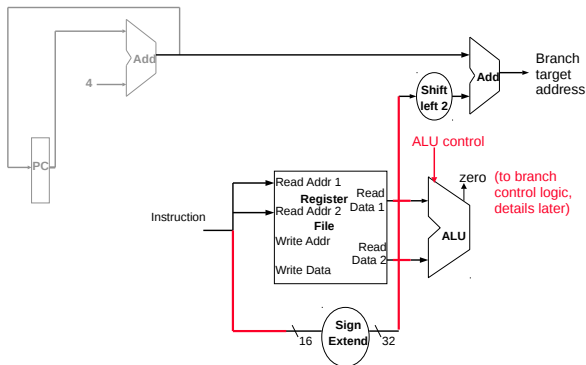 Add
4
PC
Add
Branch
target
address
Shift
left 2
ALU control
zero
(to branch
control logic,
details later)
Instruction
Read Addr 1
Register
Read Addr 2
File
Write Addr
Write Data
Read
Data 1
Read
Data 2
ALU
Sign
Extend
16
32